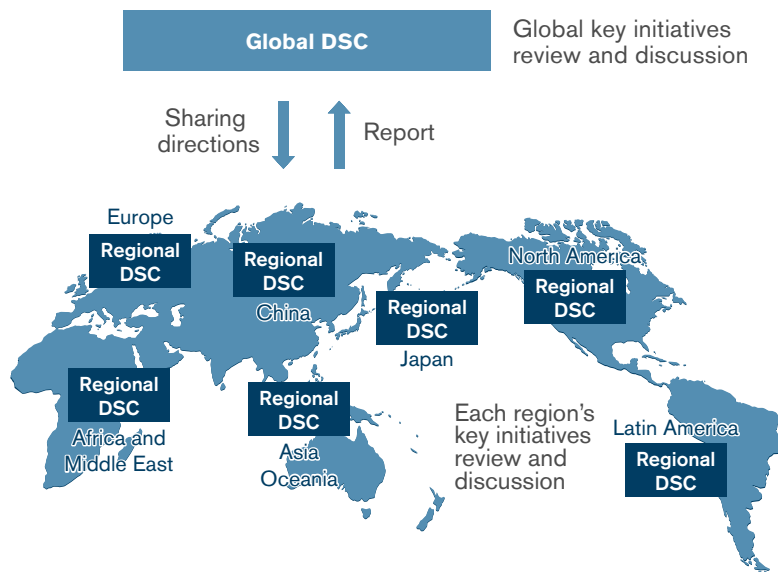 Global DSC
Global key initiatives
review and discussion
Sharing
directions
Report
Europe
Regional
DSC
Regional
DSC
China
North America
Regional
DSC
Regional
DSC
Japan
Regional
DSC
Africa and
Middle East
Regional
DSC
Asia
Oceania
Each region's
key initiatives
review and
discussion
Latin America
Regional
DSC